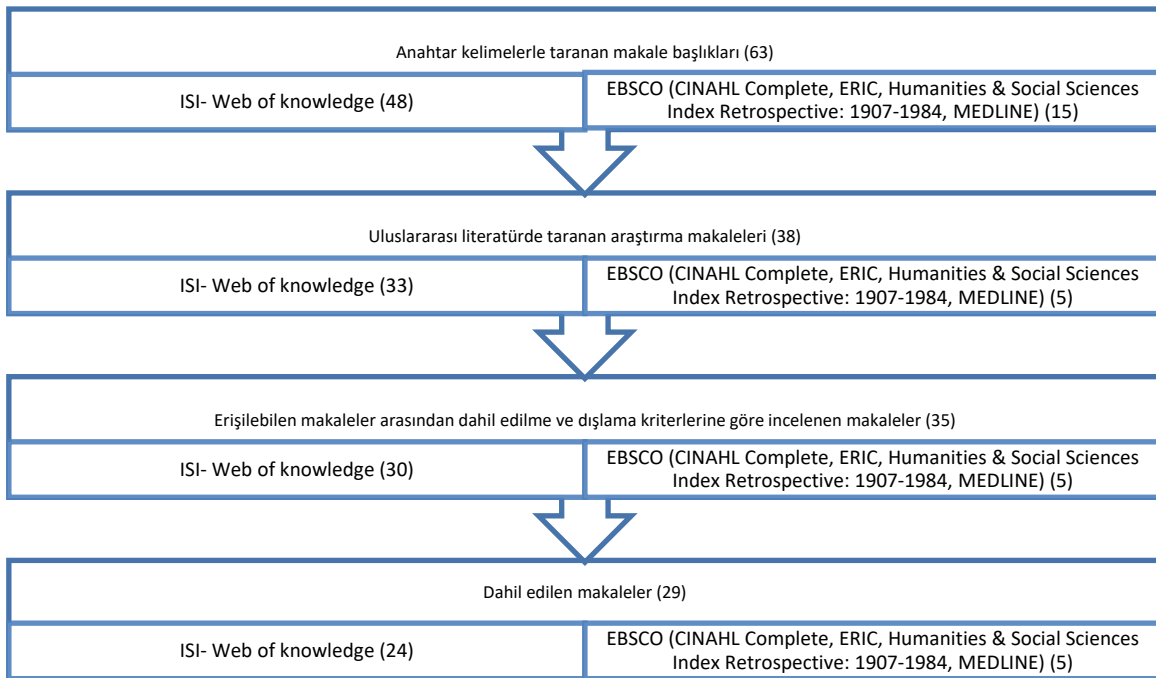 Anahtar kelimelerle taranan makale başlıkları (63)
ISI- Web of knowledge (48)
EBSCO (CINAHL Complete, ERIC, Humanities & Social Sciences
Index Retrospective: 1907-1984, MEDLINE) (15)
Uluslararası literatürde taranan araştırma makaleleri (38)
ISI- Web of knowledge (33)
EBSCO (CINAHL Complete, ERIC, Humanities & Social Sciences
Index Retrospective: 1907-1984, MEDLINE) (5)
Erişilebilen makaleler arasından dahil edilme ve dışlama kriterlerine göre incelenen makaleler (35)
ISI- Web of knowledge (30)
EBSCO (CINAHL Complete, ERIC, Humanities & Social Sciences
Index Retrospective: 1907-1984, MEDLINE) (5)
Dahil edilen makaleler (29)
ISI- Web of knowledge (24)
EBSCO (CINAHL Complete, ERIC, Humanities & Social Sciences
Index Retrospective: 1907-1984, MEDLINE) (5)